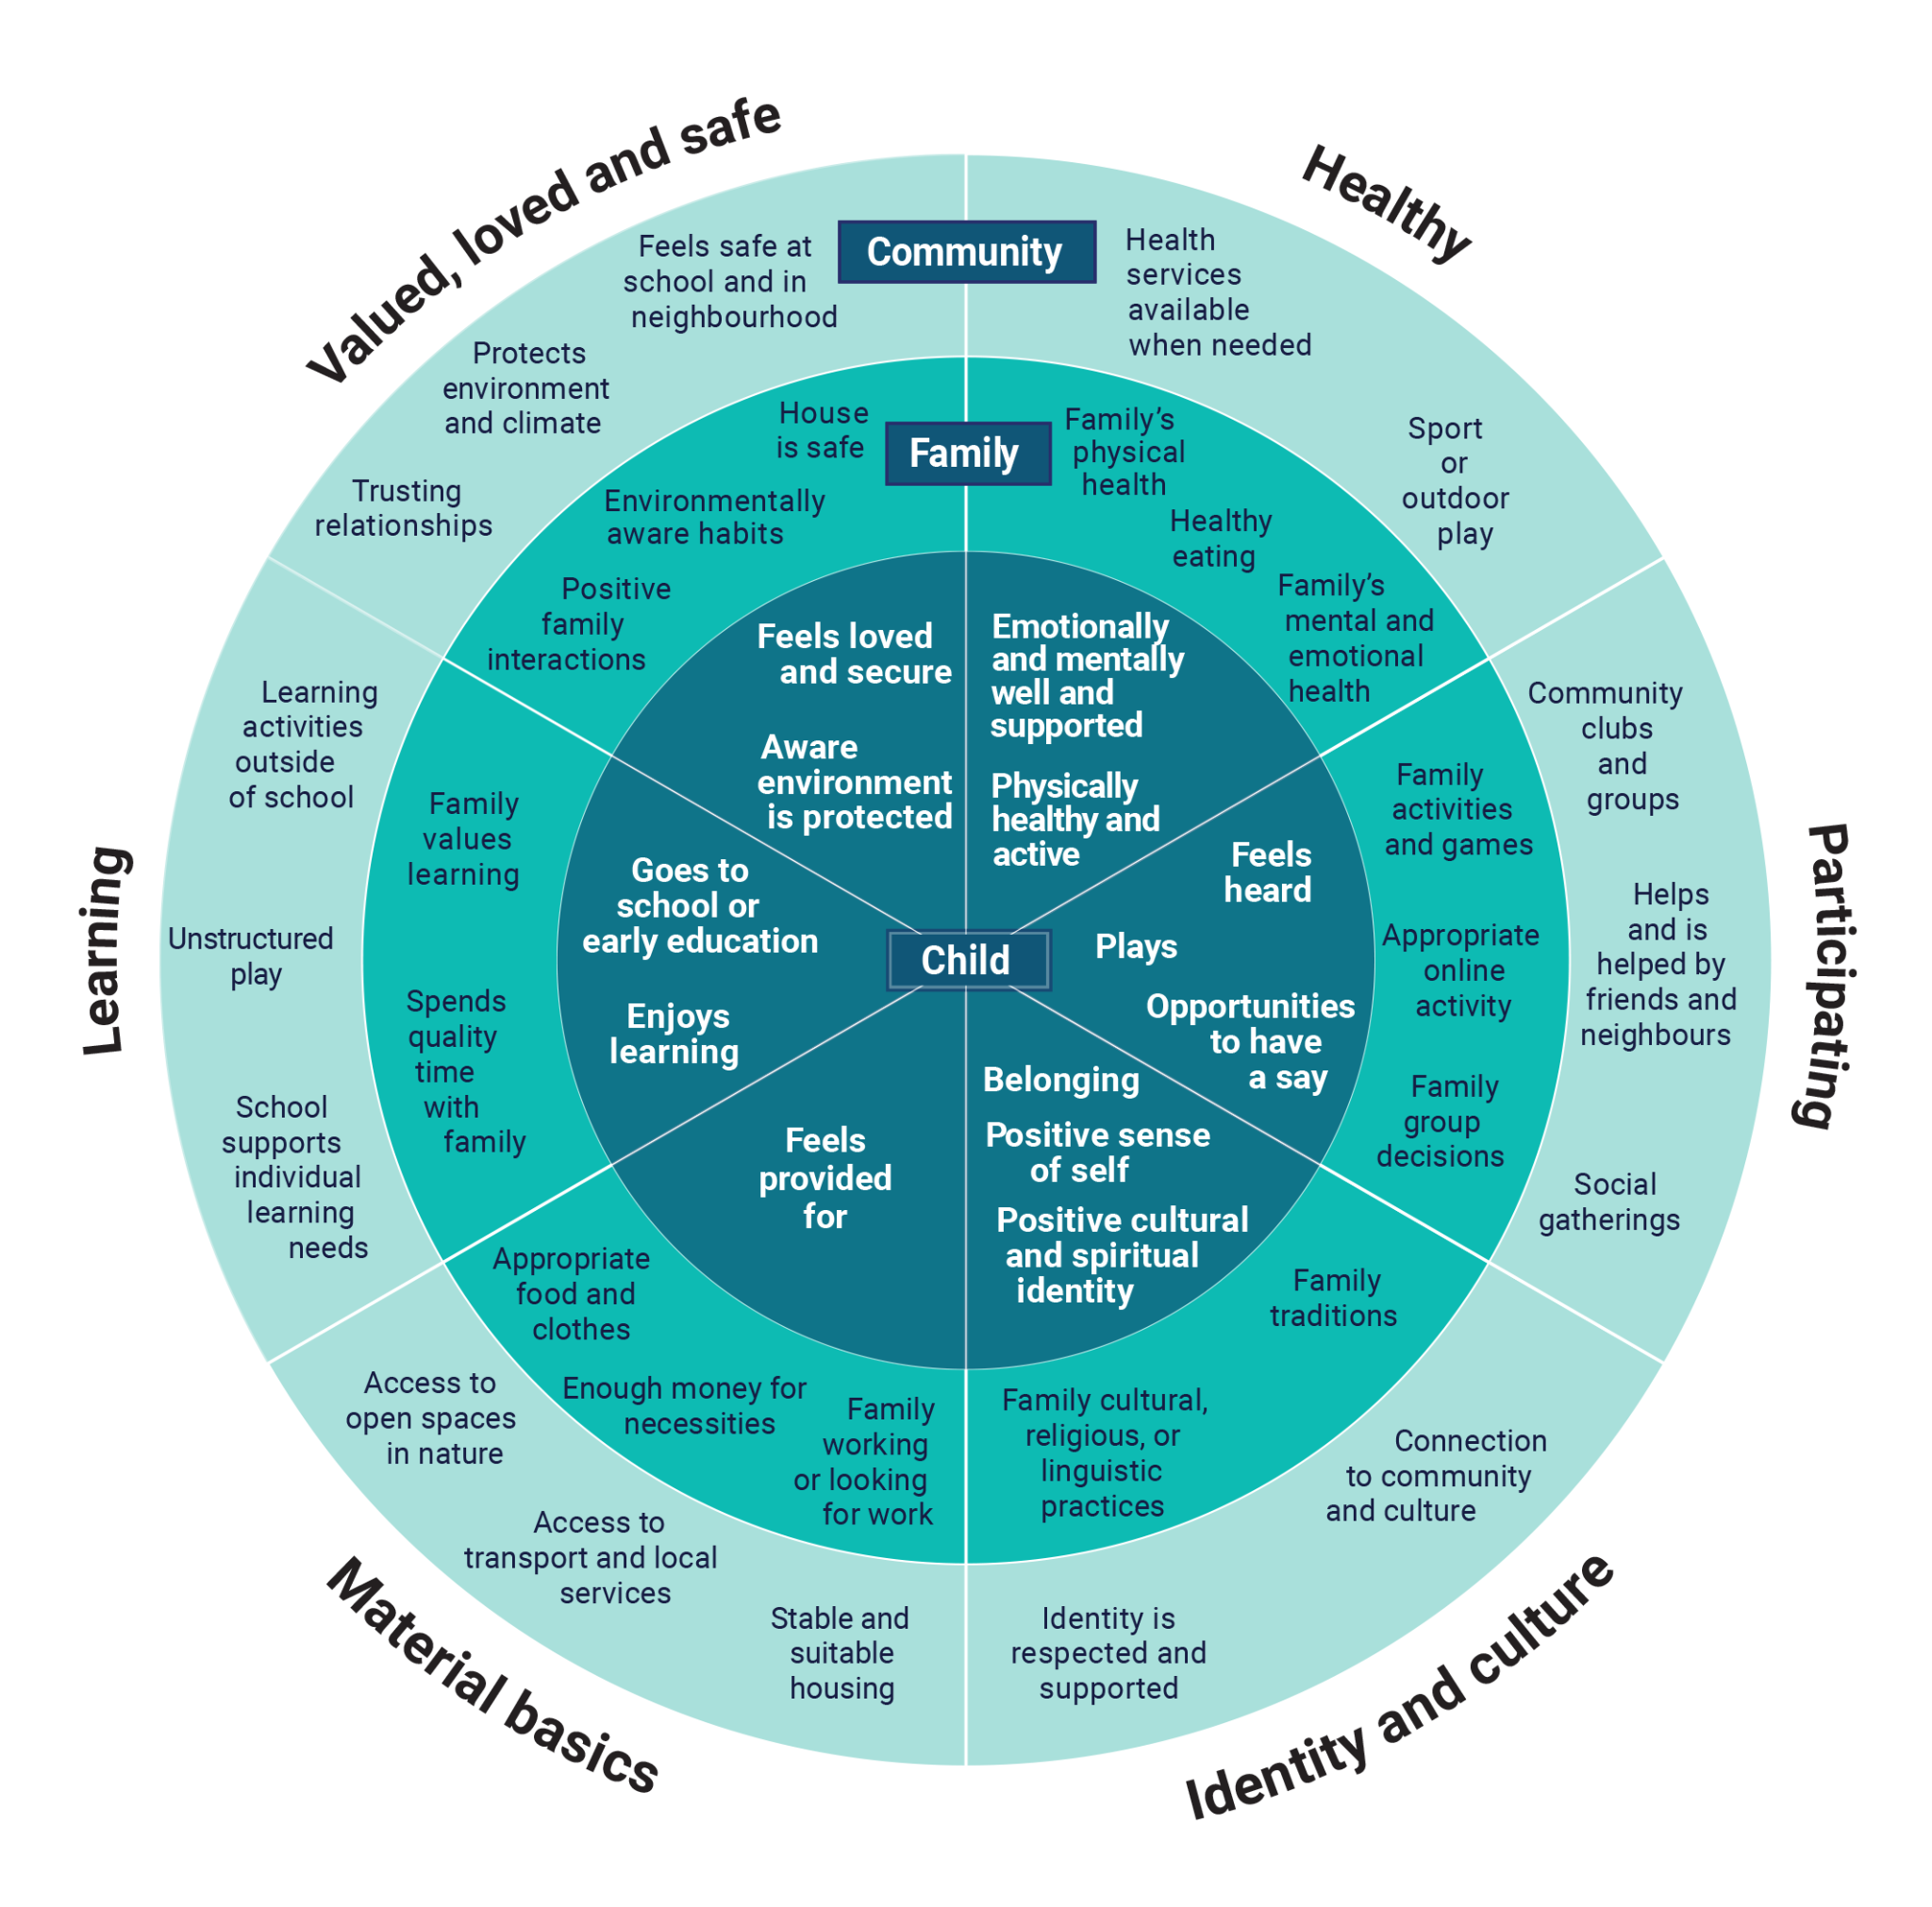 Valued, loved and safe
Healthy
Participating
Identity and culture
Material basics
Learning
Community
Family
Child
Feels safe at
school and in
neighbourhood
Protects
environment
and climate
Trusting
relationships
House
is safe
Environmentally
aware habits
Positive
family
interactions
Feels loved
and secure
Aware
environment
is protected
Health
services
available
when needed
Sport
or
outdoor
play
Family’s
physical
health
Healthy
eating
Family’s
mental and
emotional
health
Emotionally
and mentally
well and
supported
Physically
healthy and
active
Community
clubs
and
groups
Helps
and is
helped by
friends and
neighbours
Social
gatherings
Family
activities
and games
Appropriate
online
activity
Family
group
decisions
Feels
heard
Plays
Opportunities
to have
a say
Belonging
Positive sense
of self
Positive cultural
and spiritual
identity
Family
traditions
Family cultural,
religious, or
linguistic
practices
Connection
to community
and culture
Identity is
respected and
supported
Feels
provided
for
Appropriate
food and
clothes
Enough money for
necessities
Family
working
or looking
for work
Access to
open spaces
in nature
Access to
transport and local
services
Stable and
suitable
housing
Goes to
school or
early education
Enjoys
learning
Family
values
learning
Spends
quality
time
with
family
Learning
activities
outside
of school
Unstructured
play
School
supports
individual
learning
needs